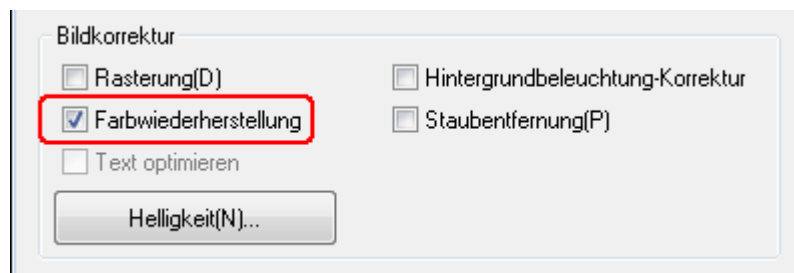 Bildkorrektur
Rasterung(D)
Hintergrundbeleuchtung-Korrektur
Farbwiederherstellung
Staubentfernung(P)
Text optimieren
Helligkeit(N)...